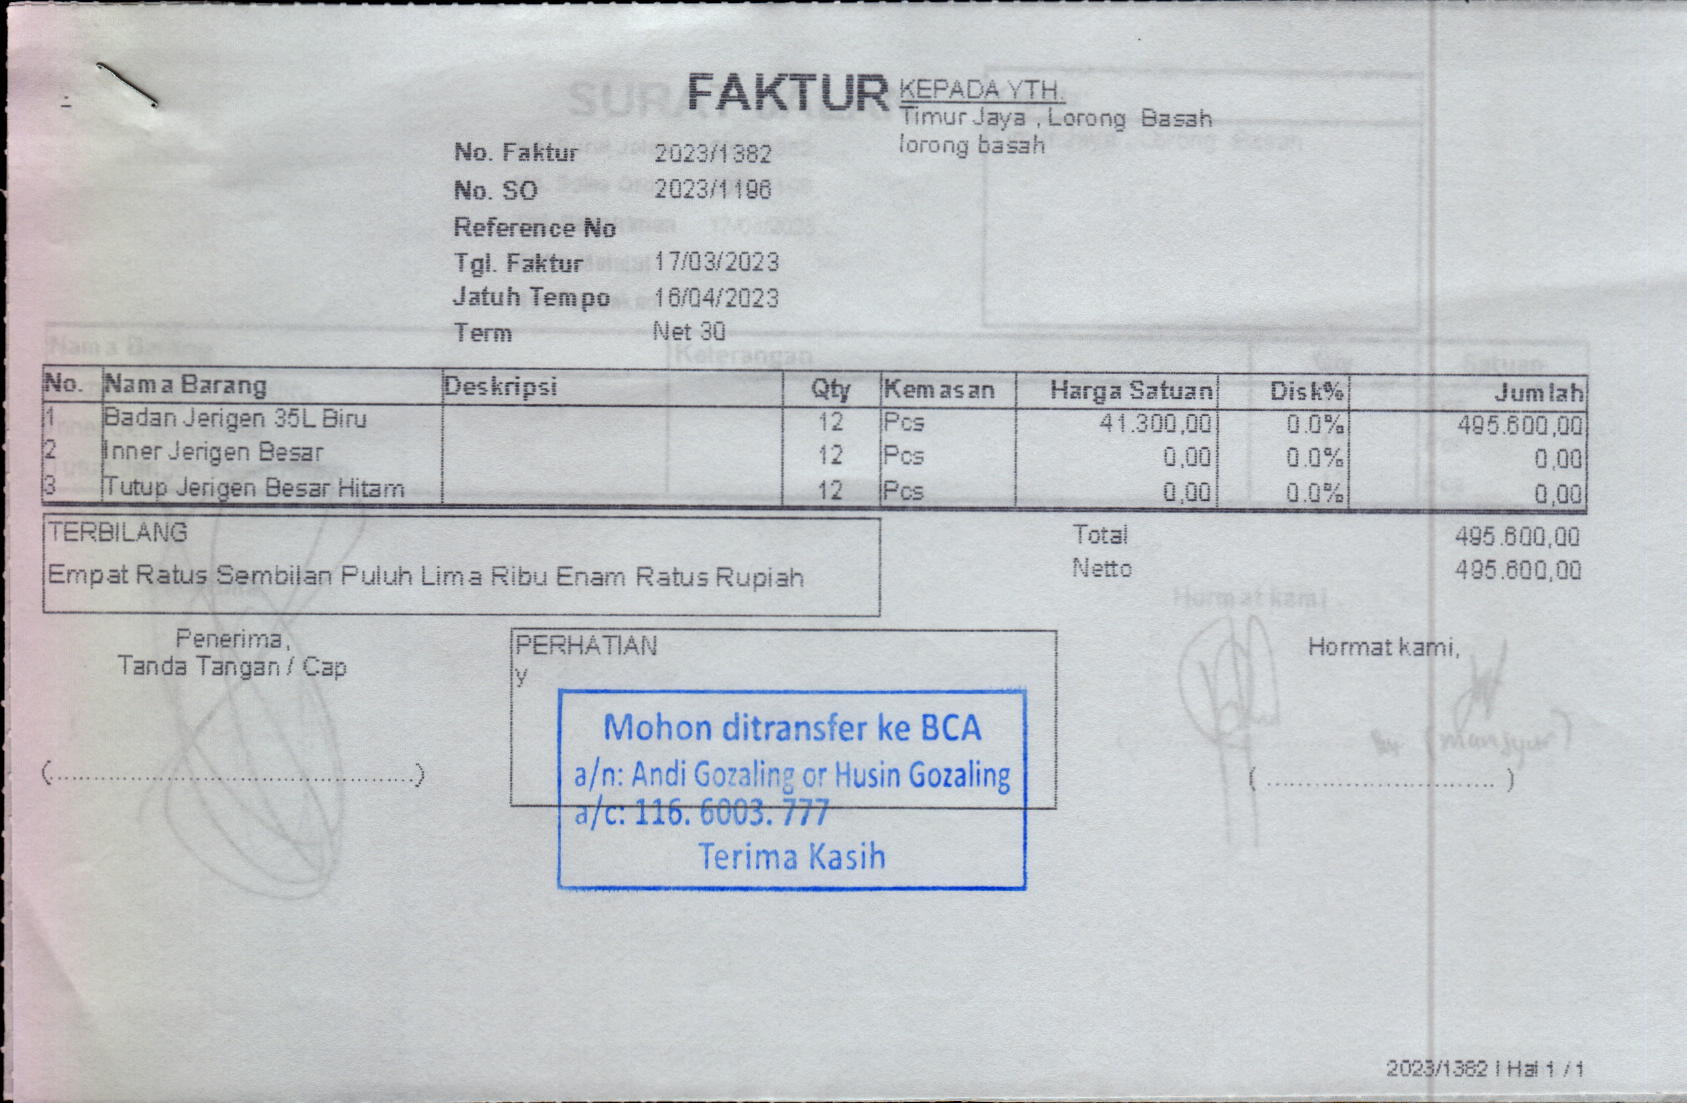 FAKTUR
KEPADA YTH.
Timur Jaya , Lorong Basah
lorong basah
No. Faktur 2023/1382
No. SO 2023/1196
Reference No
Tgl. Faktur 17/03/2023
Jatuh Tempo 16/04/2023
Term Net 30
No. Nama Barang Deskripsi Qty Kemasan Harga Satuan Disk% Jumlah
1 Badan Jerigen 35L Biru 12 Pcs 41.300,00 0.0% 495.600,00
2 Inner Jerigen Besar 12 Pcs 0,00 0.0% 0,00
3 Tutup Jerigen Besar Hitam 12 Pcs 0,00 0.0% 0,00
TERBILANG
Empat Ratus Sembilan Puluh Lima Ribu Enam Ratus Rupiah
Total 495.600,00
Netto 495.600,00
Penerima,
Tanda Tangan / Cap
(........................................)
PERHATIAN
y
Mohon ditransfer ke BCA
a/n: Andi Gozaling or Husin Gozaling
a/c: 116. 6003. 777
Terima Kasih
Hormat kami,
( ............................ )
2023/1382 | Hal 1 / 1